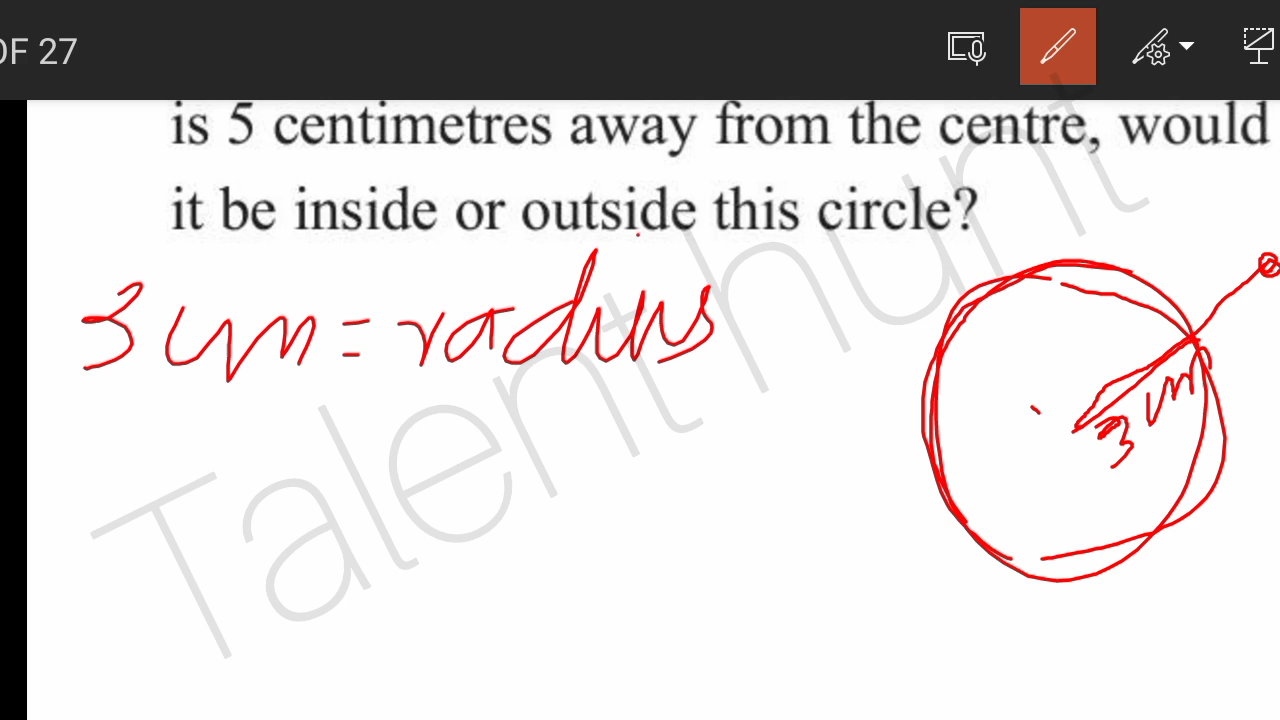 OF 27
is 5 centimetres away from the centre, would
it be inside or outside this circle?
3 cm = radius
3 cm
Talent hunt